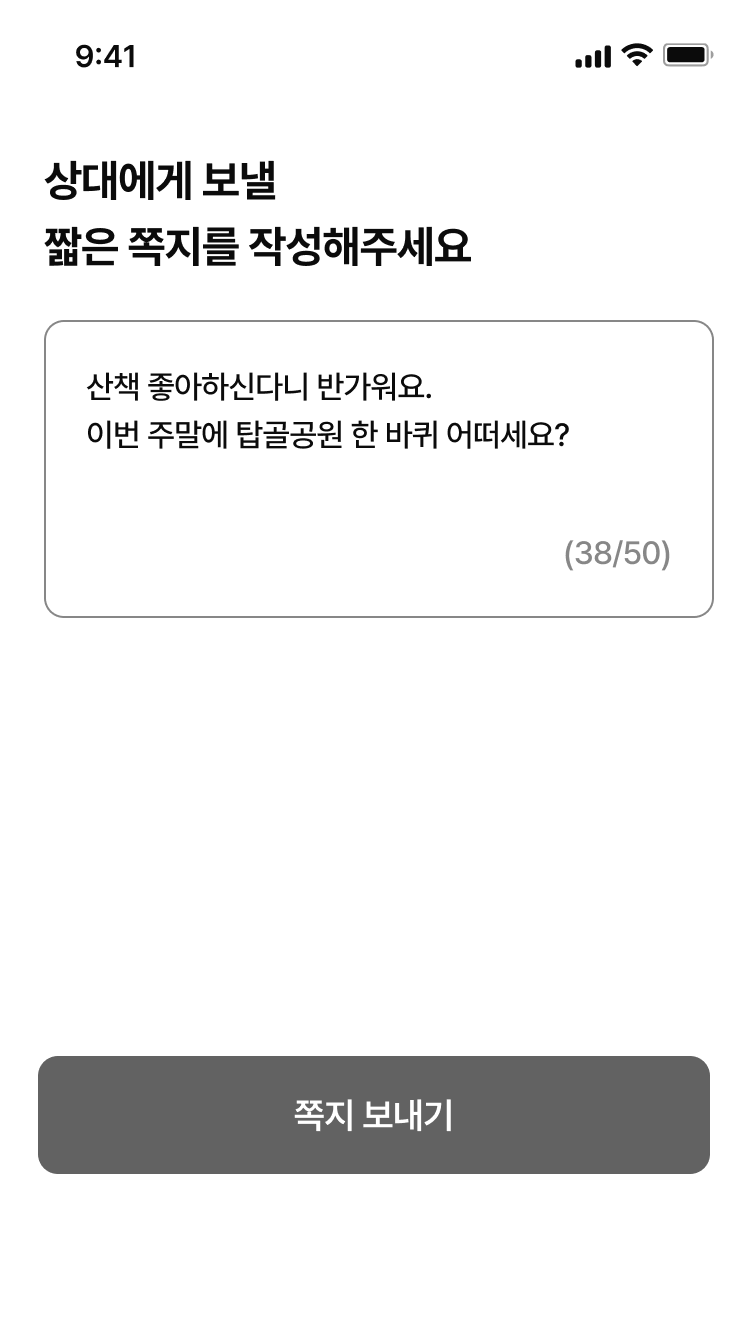 9:41
상대에게 보낼
짧은 쪽지를 작성해주세요
산책 좋아하신다니 반가워요.
이번 주말에 탑골공원 한 바퀴 어떠세요?
(38/50)
쪽지 보내기